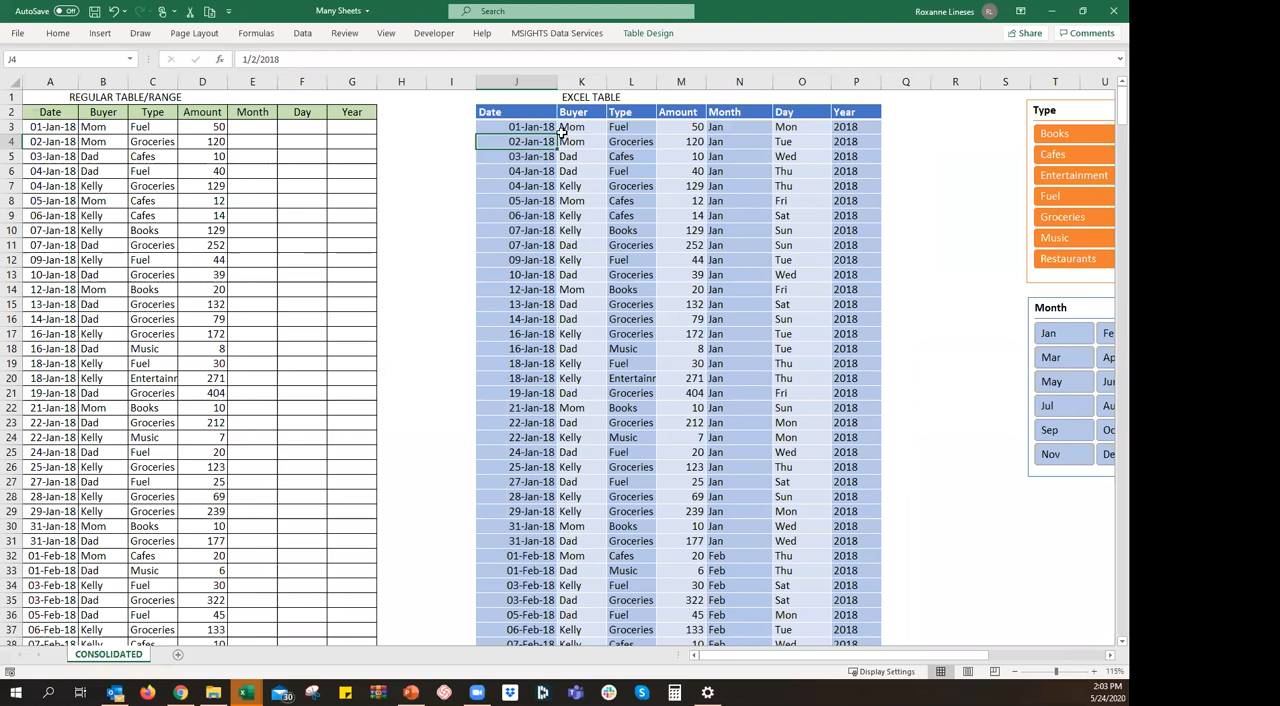 AutoSave Off Many Sheets Search Roxanne Lineses RL
File Home Insert Draw Page Layout Formulas Data Review View Developer Help MSIGHTS Data Services Table Design Share Comments
J4 fx 1/2/2018
A B C D E F G H I J K L M N O P Q R S T U
1 REGULAR TABLE/RANGE EXCEL TABLE
2 Date Buyer Type Amount Month Day Year Date Buyer Type Amount Month Day Year
3 01-Jan-18 Mom Fuel 50 01-Jan-18 Mom Fuel 50 Jan Mon 2018
4 02-Jan-18 Mom Groceries 120 02-Jan-18 Mom Groceries 120 Jan Tue 2018
5 03-Jan-18 Dad Cafes 10 03-Jan-18 Dad Cafes 10 Jan Wed 2018
6 04-Jan-18 Dad Fuel 40 04-Jan-18 Dad Fuel 40 Jan Thu 2018
7 04-Jan-18 Kelly Groceries 129 04-Jan-18 Kelly Groceries 129 Jan Thu 2018
8 05-Jan-18 Mom Cafes 12 05-Jan-18 Mom Cafes 12 Jan Fri 2018
9 06-Jan-18 Kelly Cafes 14 06-Jan-18 Kelly Cafes 14 Jan Sat 2018
10 07-Jan-18 Kelly Books 129 07-Jan-18 Kelly Books 129 Jan Sun 2018
11 07-Jan-18 Dad Groceries 252 07-Jan-18 Dad Groceries 252 Jan Sun 2018
12 09-Jan-18 Kelly Fuel 44 09-Jan-18 Kelly Fuel 44 Jan Tue 2018
13 10-Jan-18 Dad Groceries 39 10-Jan-18 Dad Groceries 39 Jan Wed 2018
14 12-Jan-18 Mom Books 20 12-Jan-18 Mom Books 20 Jan Fri 2018
15 13-Jan-18 Dad Groceries 132 13-Jan-18 Dad Groceries 132 Jan Sat 2018
16 14-Jan-18 Dad Fuel 79 14-Jan-18 Dad Fuel 79 Jan Sun 2018
17 16-Jan-18 Kelly Groceries 172 16-Jan-18 Kelly Groceries 172 Jan Tue 2018
18 16-Jan-18 Dad Music 8 16-Jan-18 Dad Music 8 Jan Tue 2018
19 18-Jan-18 Kelly Fuel 30 18-Jan-18 Kelly Fuel 30 Jan Thu 2018
20 18-Jan-18 Kelly Entertainr 271 18-Jan-18 Kelly Entertainr 271 Jan Thu 2018
21 19-Jan-18 Dad Groceries 404 19-Jan-18 Dad Groceries 404 Jan Fri 2018
22 21-Jan-18 Mom Books 10 21-Jan-18 Mom Books 10 Jan Sun 2018
23 22-Jan-18 Dad Groceries 212 22-Jan-18 Dad Groceries 212 Jan Mon 2018
24 22-Jan-18 Kelly Music 7 22-Jan-18 Kelly Music 7 Jan Mon 2018
25 24-Jan-18 Dad Fuel 20 24-Jan-18 Dad Fuel 20 Jan Wed 2018
26 25-Jan-18 Kelly Groceries 123 25-Jan-18 Kelly Groceries 123 Jan Thu 2018
27 27-Jan-18 Dad Fuel 25 27-Jan-18 Dad Fuel 25 Jan Sat 2018
28 28-Jan-18 Kelly Groceries 69 28-Jan-18 Kelly Groceries 69 Jan Sun 2018
29 29-Jan-18 Kelly Groceries 239 29-Jan-18 Kelly Groceries 239 Jan Mon 2018
30 31-Jan-18 Mom Books 10 31-Jan-18 Mom Books 10 Jan Wed 2018
31 31-Jan-18 Dad Groceries 177 31-Jan-18 Dad Groceries 177 Jan Wed 2018
32 01-Feb-18 Mom Cafes 20 01-Feb-18 Mom Cafes 20 Feb Thu 2018
33 01-Feb-18 Dad Music 6 01-Feb-18 Dad Music 6 Feb Thu 2018
34 03-Feb-18 Kelly Fuel 30 03-Feb-18 Kelly Fuel 30 Feb Sat 2018
35 03-Feb-18 Dad Groceries 322 03-Feb-18 Dad Groceries 322 Feb Sat 2018
36 05-Feb-18 Dad Fuel 45 05-Feb-18 Dad Fuel 45 Feb Mon 2018
37 06-Feb-18 Kelly Groceries 133 06-Feb-18 Kelly Groceries 133 Feb Tue 2018
38 07-Feb-18 Kelly Cafes 10 07-Feb-18 Kelly Cafes 10 Feb Wed 2018
Type
Books
Cafes
Entertainment
Fuel
Groceries
Music
Restaurants
Month
Jan Fe
Mar Ap
May Ju
Jul Au
Sep Oc
Nov De
CONSOLIDATED
Display Settings 115%
30
2:03 PM
5/24/2020